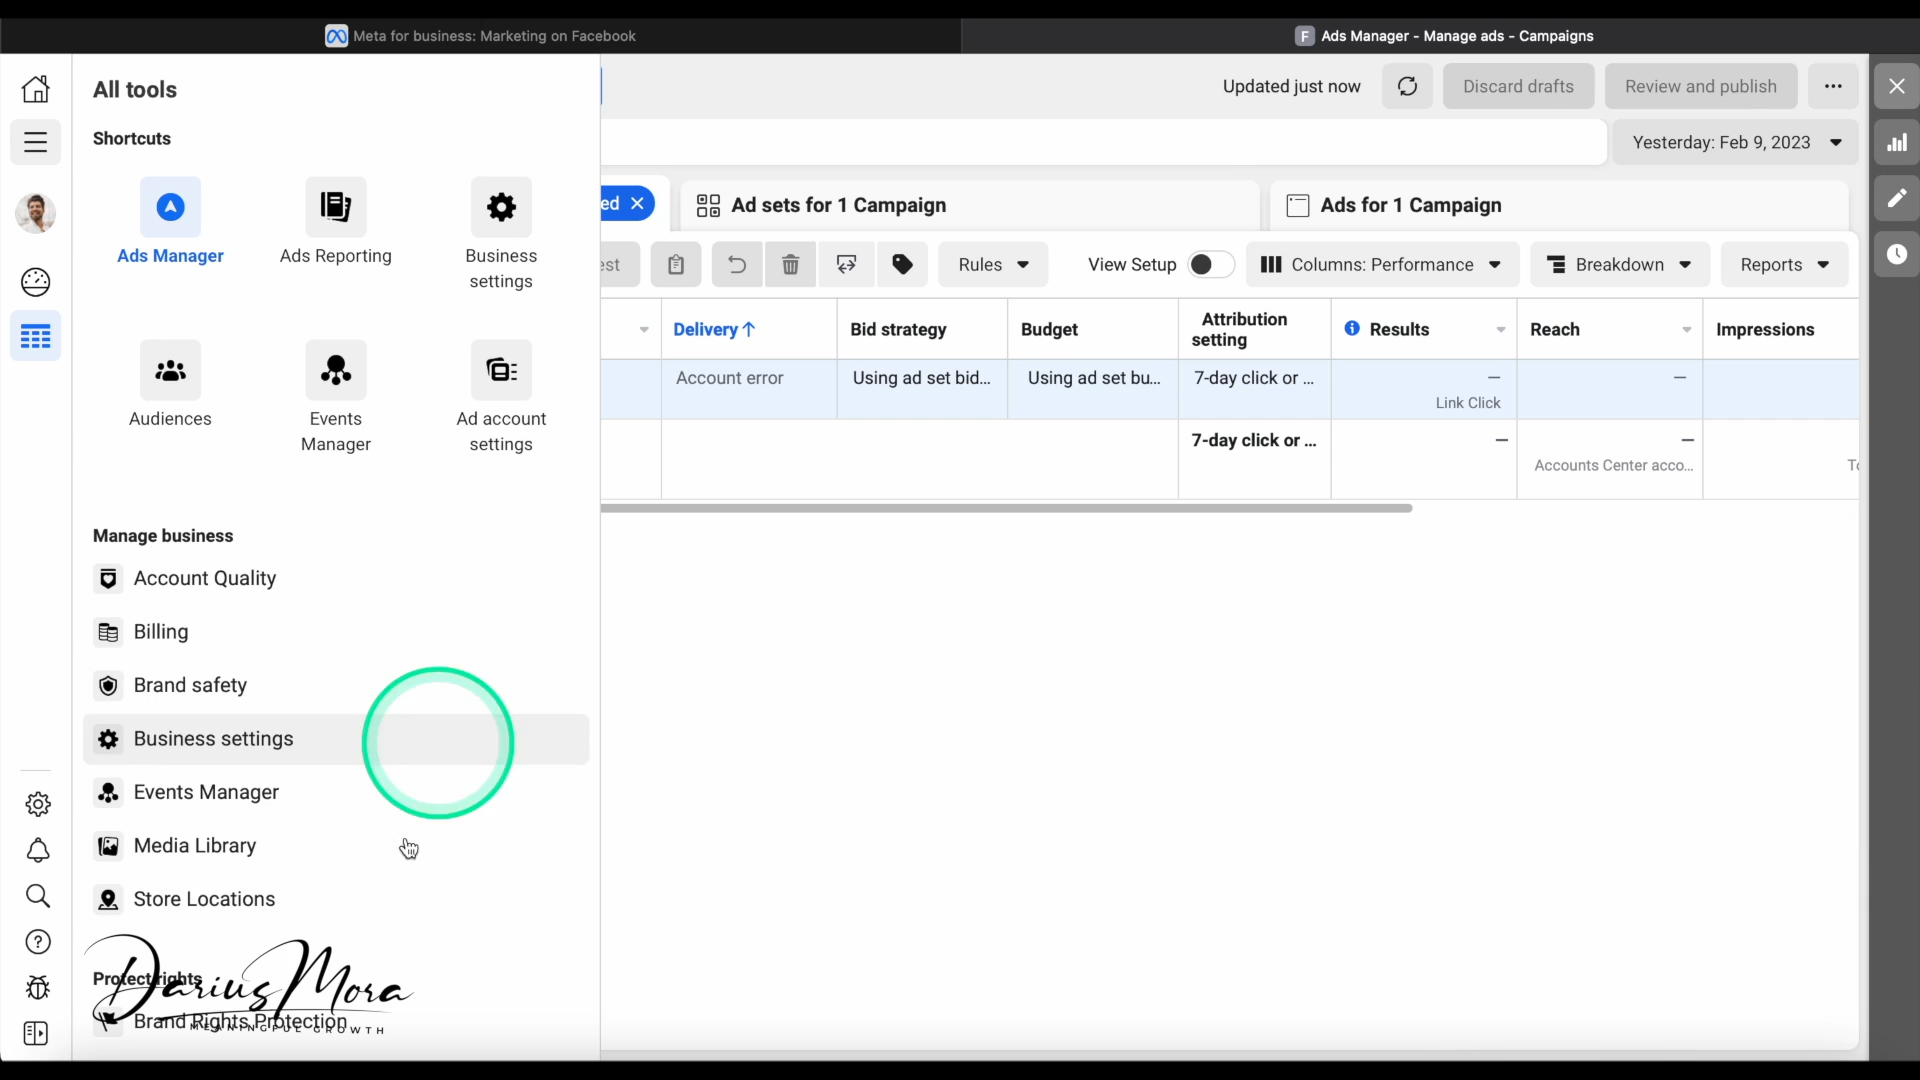 Meta for business: Marketing on Facebook
F Ads Manager - Manage ads - Campaigns
All tools
Shortcuts
Ads Manager
Ads Reporting
Business
settings
Audiences
Events
Manager
Ad account
settings
Manage business
Account Quality
Billing
Brand safety
Business settings
Events Manager
Media Library
Store Locations
Protect rights
Brand Rights Protection
Darius Mora
MEANINGFUL GROWTH
Updated just now
Discard drafts
Review and publish
Yesterday: Feb 9, 2023
ed
Ad sets for 1 Campaign
Ads for 1 Campaign
est
Rules
View Setup
Columns: Performance
Breakdown
Reports
Delivery↑
Bid strategy
Budget
Attribution
setting
Results
Reach
Impressions
Account error
Using ad set bid...
Using ad set bu...
7-day click or ...
—
Link Click
—
7-day click or ...
—
—
Accounts Center acco...
To